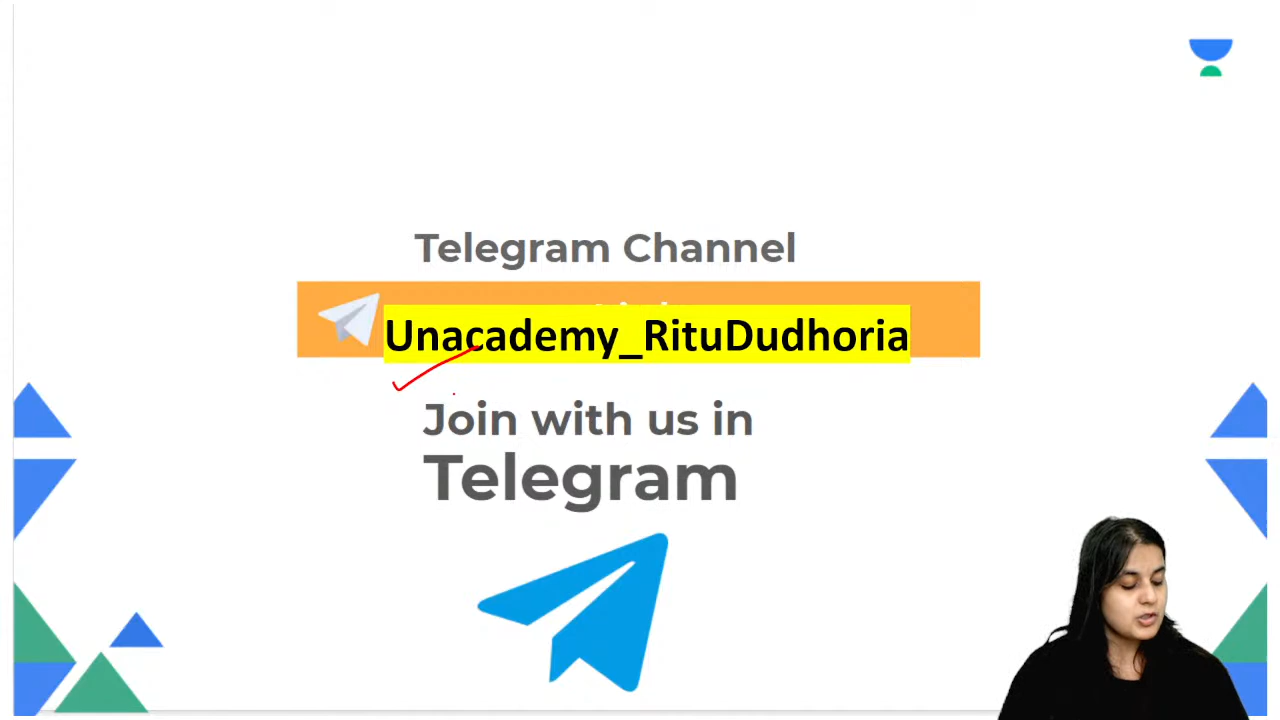 Telegram Channel
Unacademy_RituDudhoria
Join with us in
Telegram